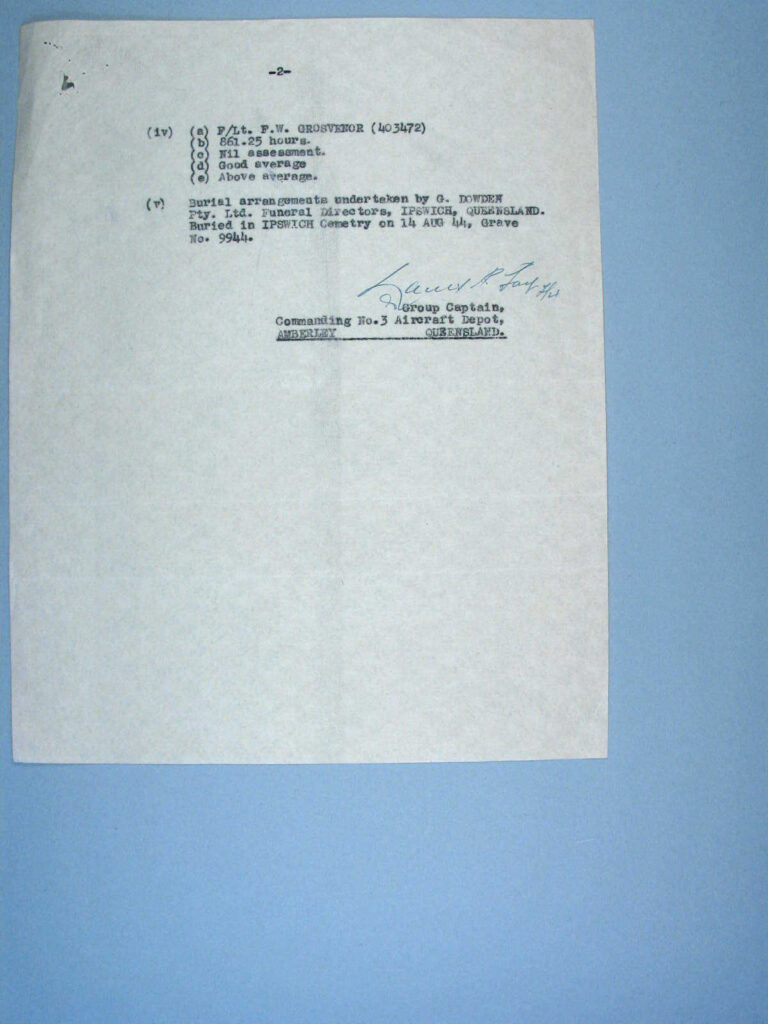 -2-
(iv) (a) F/Lt. F.W. GROSVENOR (403472)
(b) 861.25 hours.
(c) Nil assessment.
(d) Good average
(e) Above average.
(v) Burial arrangements undertaken by G. DOWDEN
Pty. Ltd. Funeral Directors, IPSWICH, QUEENSLAND.
Buried in IPSWICH Cemetry on 14 AUG 44, Grave
No. 9944.
Group Captain,
Commanding No.3 Aircraft Depot,
AMBERLEY QUEENSLAND.